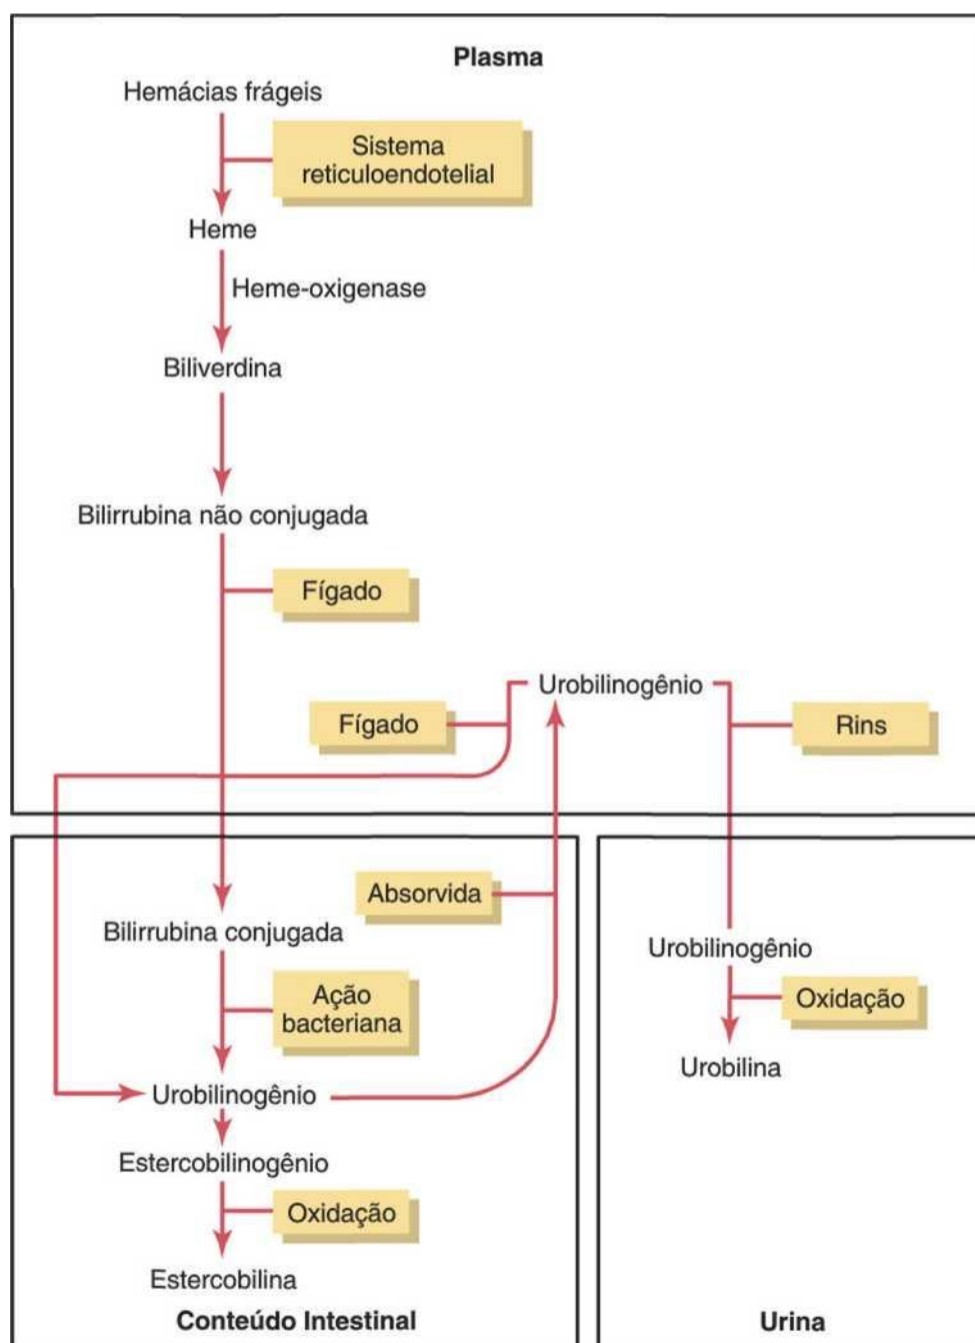 Plasma
Hemácias frágeis
Sistema
reticuloendotelial
Heme
Heme-oxigenase
Biliverdina
Bilirrubina não conjugada
Fígado
Urobilinogênio
Fígado
Rins
Absorvida
Bilirrubina conjugada
Ação
bacteriana
Urobilinogênio
Estercobilinogênio
Oxidação
Estercobilina
Conteúdo Intestinal
Urobilinogênio
Oxidação
Urobilina
Urina